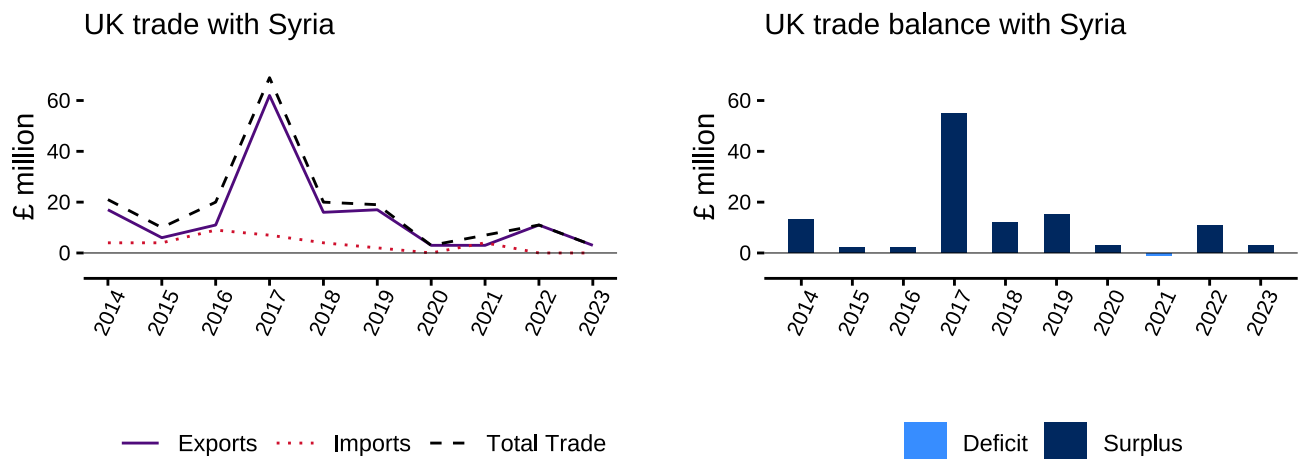 UK trade with Syria
£ million
60
40
20
0
2014 2015 2016 2017 2018 2019 2020 2021 2022 2023
Exports Imports Total Trade
UK trade balance with Syria
£ million
60
40
20
0
2014 2015 2016 2017 2018 2019 2020 2021 2022 2023
Deficit Surplus